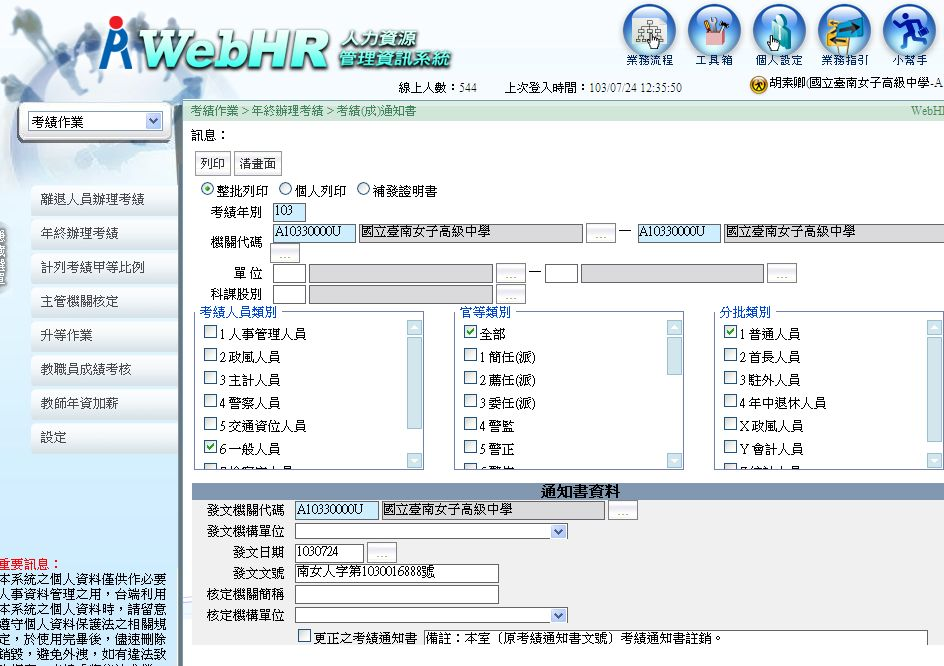 WebHR 人力資源
管理資訊系統
業務流程 工具箱 個人設定 業務指引 小幫手
線上人數：544 上次登入時間：103/07/24 12:35:50
胡素卿(國立臺南女子高級中學-A
考績作業
考績作業 > 年終辦理考績 > 考績(成)通知書
訊息：
列印 清畫面
整批列印 個人列印 補發證明書
考績年別 103
機關代碼 A10330000U 國立臺南女子高級中學 ... — A10330000U 國立臺南女子高級中學
...
單位 ... — ...
科課股別 ...
離退人員辦理考績
年終辦理考績
計列考績甲等比例
主管機關核定
升等作業
教職員成績考核
教師年資加薪
設定
考績人員類別
1 人事管理人員
2 政風人員
3 主計人員
4 警察人員
5 交通資位人員
6 一般人員
官等類別
全部
1 簡任(派)
2 薦任(派)
3 委任(派)
4 警監
5 警正
分批類別
1 普通人員
2 首長人員
3 駐外人員
4 年中退休人員
X 政風人員
Y 會計人員
通知書資料
發文機關代碼 A10330000U 國立臺南女子高級中學 ...
發文機構單位
發文日期 1030724 ...
發文文號 南女人字第1030016888號
核定機關簡稱
核定機構單位
更正之考績通知書 備註：本室〔原考績通知書文號〕考績通知書註銷。
重要訊息：
本系統之個人資料僅供作必要
人事資料管理之用，台端利用
本系統之個人資料時，請留意
遵守個人資料保護法之相關規
定，於使用完畢後，儘速刪除
銷毀，避免外洩，如有違法致